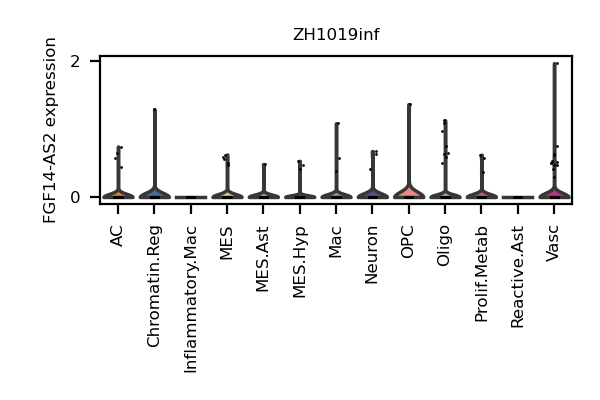 ZH1019inf
FGF14-AS2 expression
2
0
AC
Chromatin.Reg
Inflammatory.Mac
MES
MES.Ast
MES.Hyp
Mac
Neuron
OPC
Oligo
Prolif.Metab
Reactive.Ast
Vasc